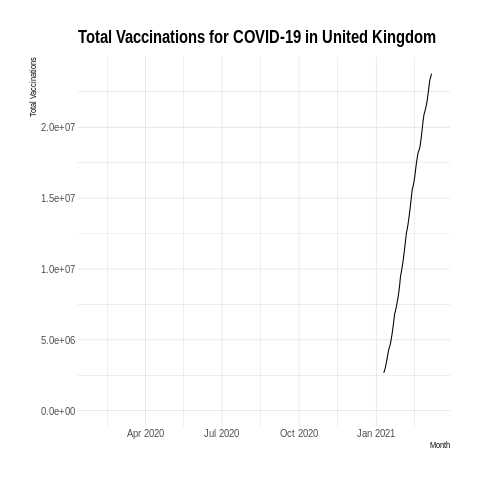 Total Vaccinations for COVID-19 in United Kingdom
Total Vaccinations
2.0e+07
1.5e+07
1.0e+07
5.0e+06
0.0e+00
Apr 2020 Jul 2020 Oct 2020 Jan 2021
Month